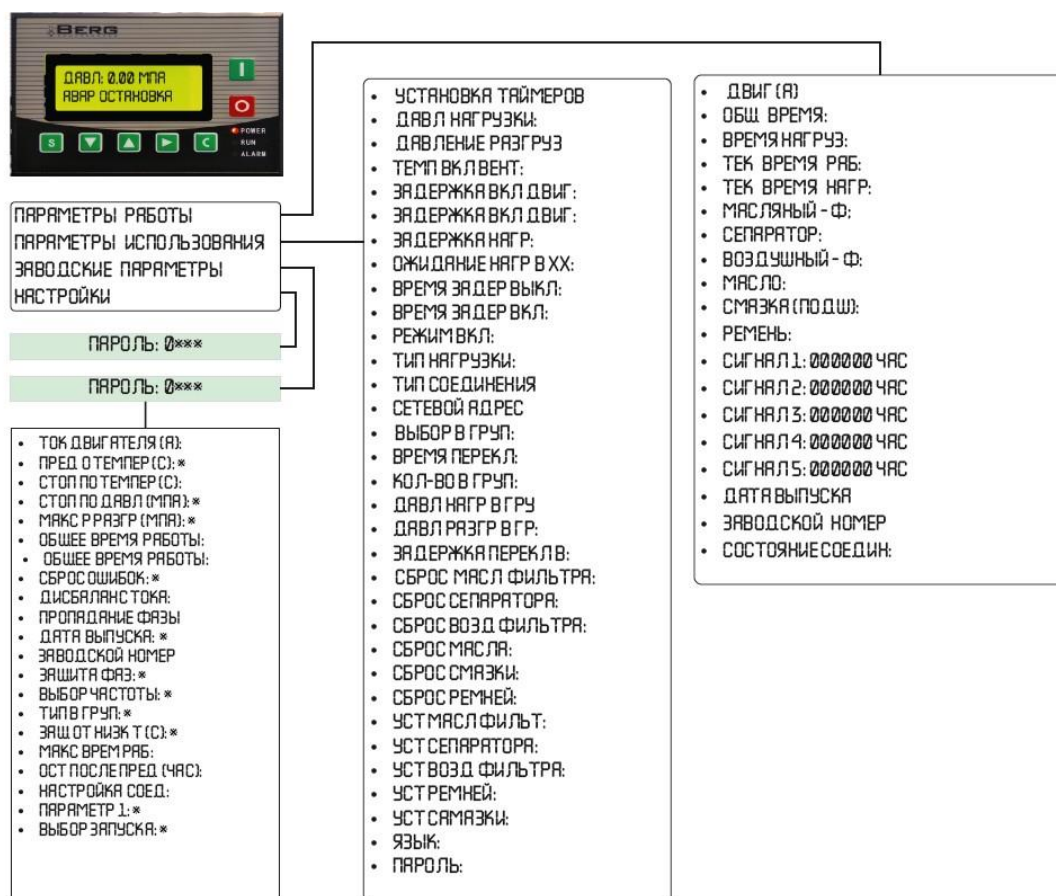 BERG
ДАВЛ: 0.00 МПА
АВАР ОСТАНОВКА
I
O
S
C
POWER
RUN
ALARM
ПАРАМЕТРЫ РАБОТЫ
ПАРАМЕТРЫ ИСПОЛЬЗОВАНИЯ
ЗАВОДСКИЕ ПАРАМЕТРЫ
НАСТРОЙКИ
ПАРОЛЬ: 0***
ПАРОЛЬ: 0***
• ТОК ДВИГАТЕЛЯ (А):
• ПРЕД О ТЕМПЕР (С): *
• СТОП ПО ТЕМПЕР (С):
• СТОП ПО ДАВЛ (МПА): *
• МАКС Р РАЗГР (МПА): *
• ОБЩЕЕ ВРЕМЯ РАБОТЫ:
• ОБЩЕЕ ВРЕМЯ РАБОТЫ:
• СБРОС ОШИБОК: *
• ДИСБАЛАНС ТОКА:
• ПРОПАДАНИЕ ФАЗЫ
• ДАТА ВЫПУСКА: *
• ЗАВОДСКОЙ НОМЕР
• ЗАЩИТА ФАЗ: *
• ВЫБОР ЧАСТОТЫ: *
• ТИП В ГРУП: *
• ЗАЩ ОТ НИЗК Т (С): *
• МАКС ВРЕМ РАБ:
• ОСТ ПОСЛЕ ПРЕД (ЧАС):
• НАСТРОЙКА СОЕД:
• ПАРАМЕТР 1: *
• ВЫБОР ЗАПУСКА: *
• УСТАНОВКА ТАЙМЕРОВ
• ДАВЛ НАГРУЗКИ:
• ДАВЛЕНИЕ РАЗГРУЗ
• ТЕМП ВКЛ ВЕНТ:
• ЗАДЕРЖКА ВКЛ ДВИГ:
• ЗАДЕРЖКА ВКЛ ДВИГ:
• ЗАДЕРЖКА НАГР:
• ОЖИДАНИЕ НАГР В ХХ:
• ВРЕМЯ ЗАДЕР ВЫКЛ:
• ВРЕМЯ ЗАДЕР ВКЛ:
• РЕЖИМ ВКЛ:
• ТИП НАГРУЗКИ:
• ТИП СОЕДИНЕНИЯ
• СЕТЕВОЙ АДРЕС
• ВЫБОР В ГРУП:
• ВРЕМЯ ПЕРЕКЛ:
• КОЛ-ВО В ГРУП:
• ДАВЛ НАГР В ГРУ
• ДАВЛ РАЗГР В ГР:
• ЗАДЕРЖКА ПЕРЕКЛ В:
• СБРОС МАСЛ ФИЛЬТРА:
• СБРОС СЕПАРАТОРА:
• СБРОС ВОЗД ФИЛЬТРА:
• СБРОС МАСЛА:
• СБРОС СМАЗКИ:
• СБРОС РЕМНЕЙ:
• УСТ МАСЛ ФИЛЬТ:
• УСТ СЕПАРАТОРА:
• УСТ ВОЗД ФИЛЬТРА:
• УСТ РЕМНЕЙ:
• УСТ САМАЗКИ:
• ЯЗЫК:
• ПАРОЛЬ:
• ДВИГ (А)
• ОБЩ ВРЕМЯ:
• ВРЕМЯ НАГРУЗ:
• ТЕК ВРЕМЯ РАБ:
• ТЕК ВРЕМЯ НАГР:
• МАСЛЯНЫЙ - Ф:
• СЕПАРАТОР:
• ВОЗДУШНЫЙ - Ф:
• МАСЛО:
• СМАЗКА (ПОДШ):
• РЕМЕНЬ:
• СИГНАЛ 1: 000000 ЧАС
• СИГНАЛ 2: 000000 ЧАС
• СИГНАЛ 3: 000000 ЧАС
• СИГНАЛ 4: 000000 ЧАС
• СИГНАЛ 5: 000000 ЧАС
• ДАТА ВЫПУСКА
• ЗАВОДСКОЙ НОМЕР
• СОСТОЯНИЕ СОЕДИН: